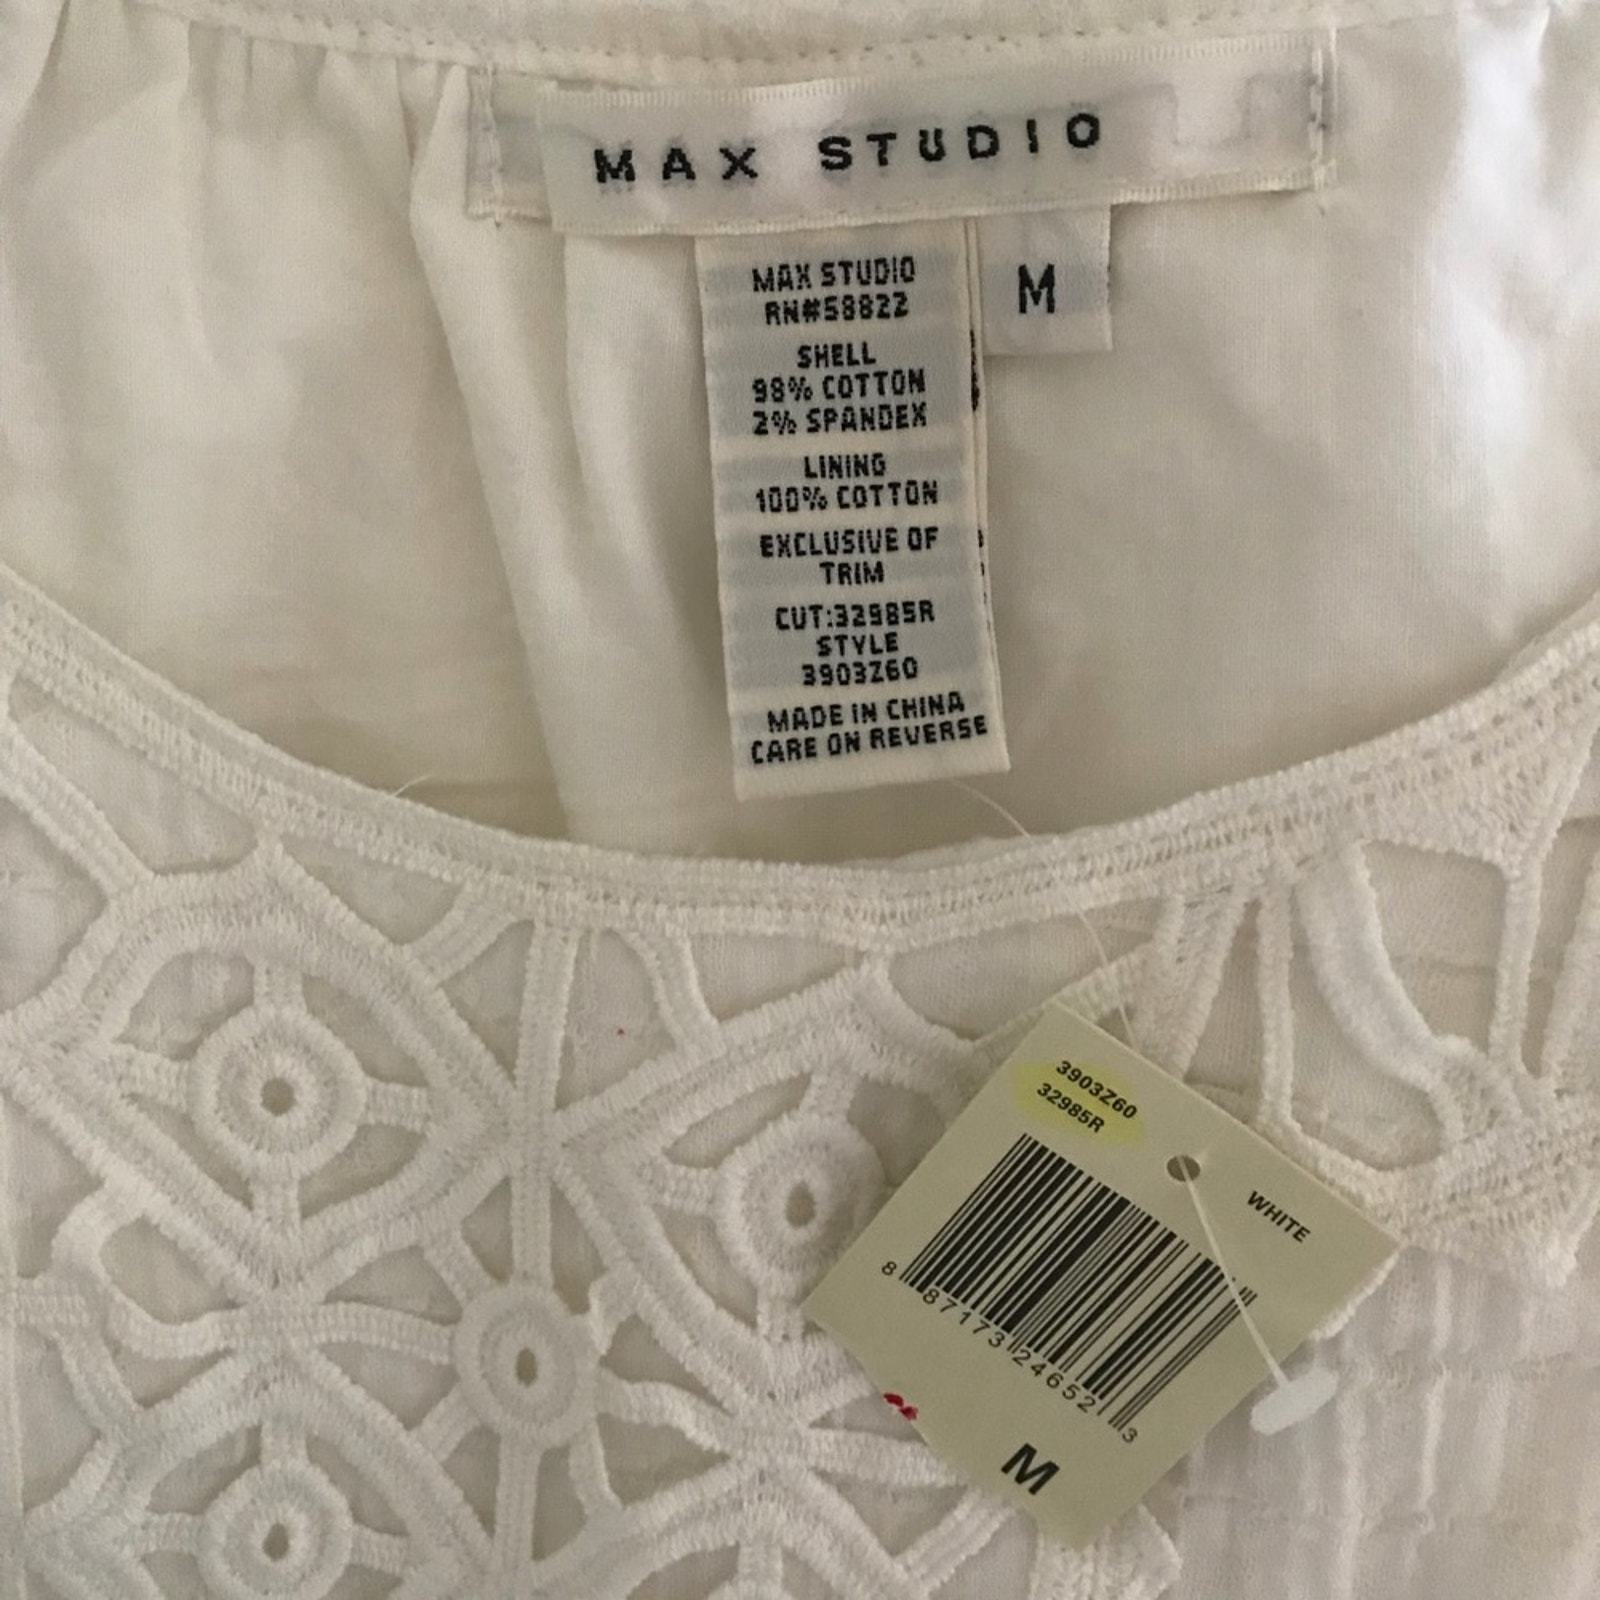 MAX STUDIO
MAX STUDIO
RN#58822
M
SHELL
98% COTTON
2% SPANDEX
LINING
100% COTTON
EXCLUSIVE OF
TRIM
CUT:32985R
STYLE
3903Z60
MADE IN CHINA
CARE ON REVERSE
3903Z60
32985R
WHITE
8 87173 24652 3
M